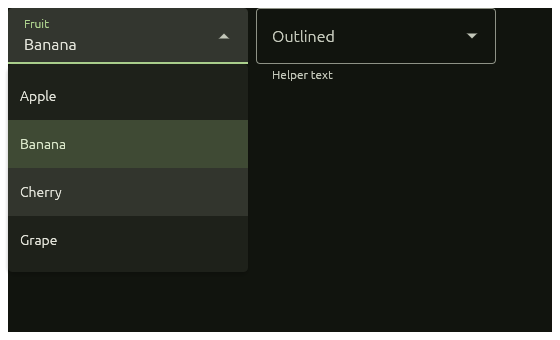 Fruit
Banana
Outlined
Helper text
Apple
Banana
Cherry
Grape